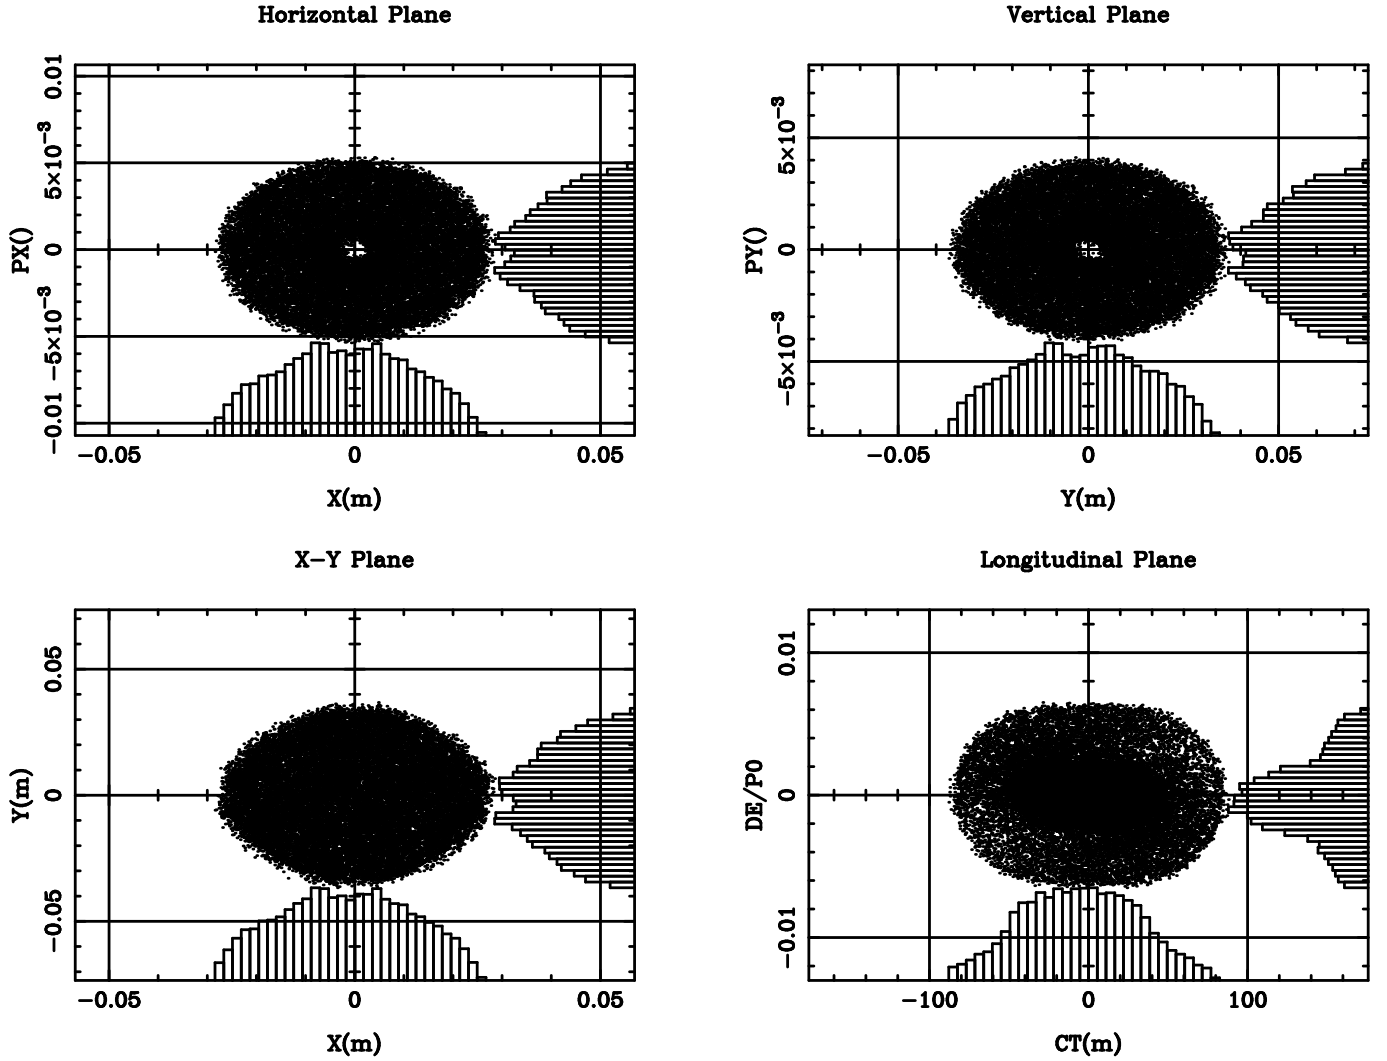 Horizontal Plane
0.01
5×10⁻³
0
−5×10⁻³
−0.01
PX()
−0.05 0 0.05
X(m)
Vertical Plane
5×10⁻³
0
−5×10⁻³
PY()
−0.05 0 0.05
Y(m)
X−Y Plane
0.05
0
−0.05
Y(m)
−0.05 0 0.05
X(m)
Longitudinal Plane
0.01
0
−0.01
DE/P0
−100 0 100
CT(m)